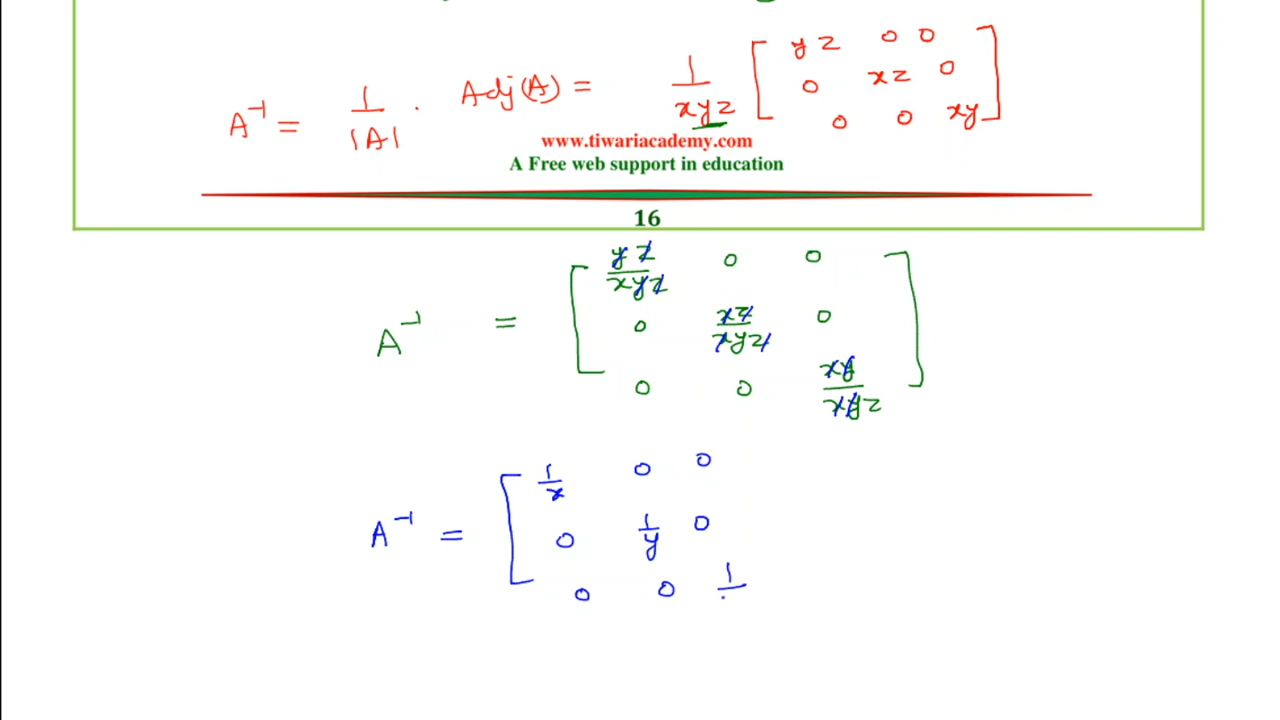 A⁻¹ = 1/|A| . Adj(A) = 1/xyz [ yz 0 0
0 xz 0
0 0 xy ]
www.tiwariacademy.com
A Free web support in education
16
A⁻¹ = [ yz/xyz 0 0
0 xz/xyz 0
0 0 xy/xyz ]
A⁻¹ = [ 1/x 0 0
0 1/y 0
0 0 1/